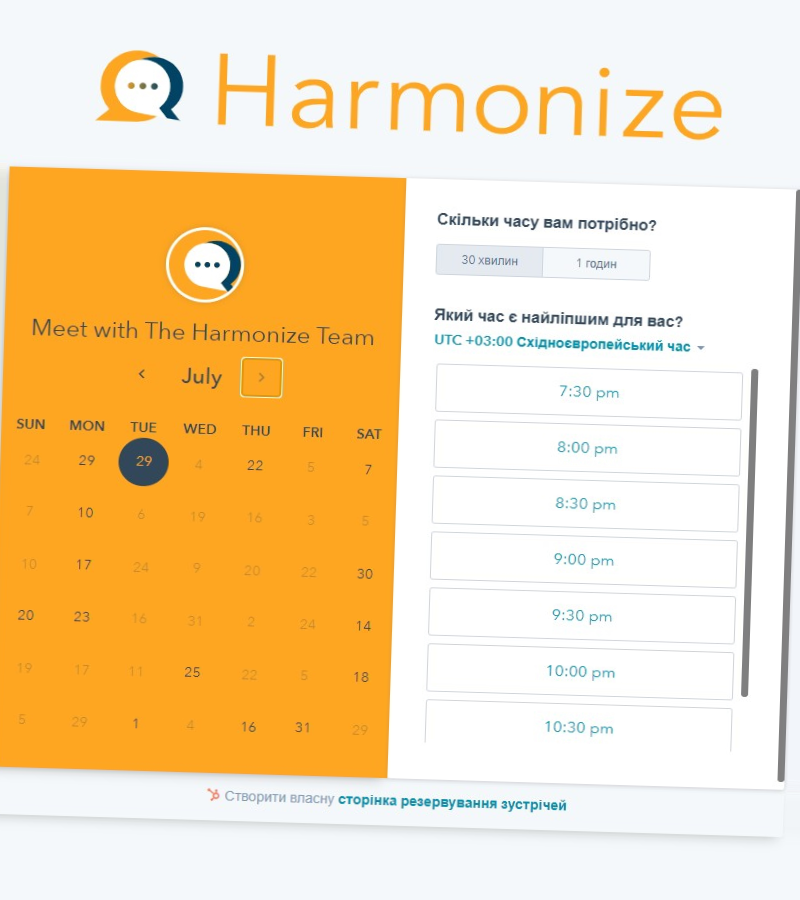 Harmonize
Meet with The Harmonize Team
July
SUN MON TUE WED THU FRI SAT
24 29 29 4 22 5 7
7 10 6 19 16 3 5
10 17 24 9 20 22 30
20 23 16 31 2 24 14
19 17 11 25 22 5 18
5 29 1 4 16 31 29
Скільки часу вам потрібно?
30 хвилин 1 годин
Який час є найліпшим для вас?
UTC +03:00 Східноєвропейський час
7:30 pm
8:00 pm
8:30 pm
9:00 pm
9:30 pm
10:00 pm
10:30 pm
Створити власну сторінка резервування зустрічей